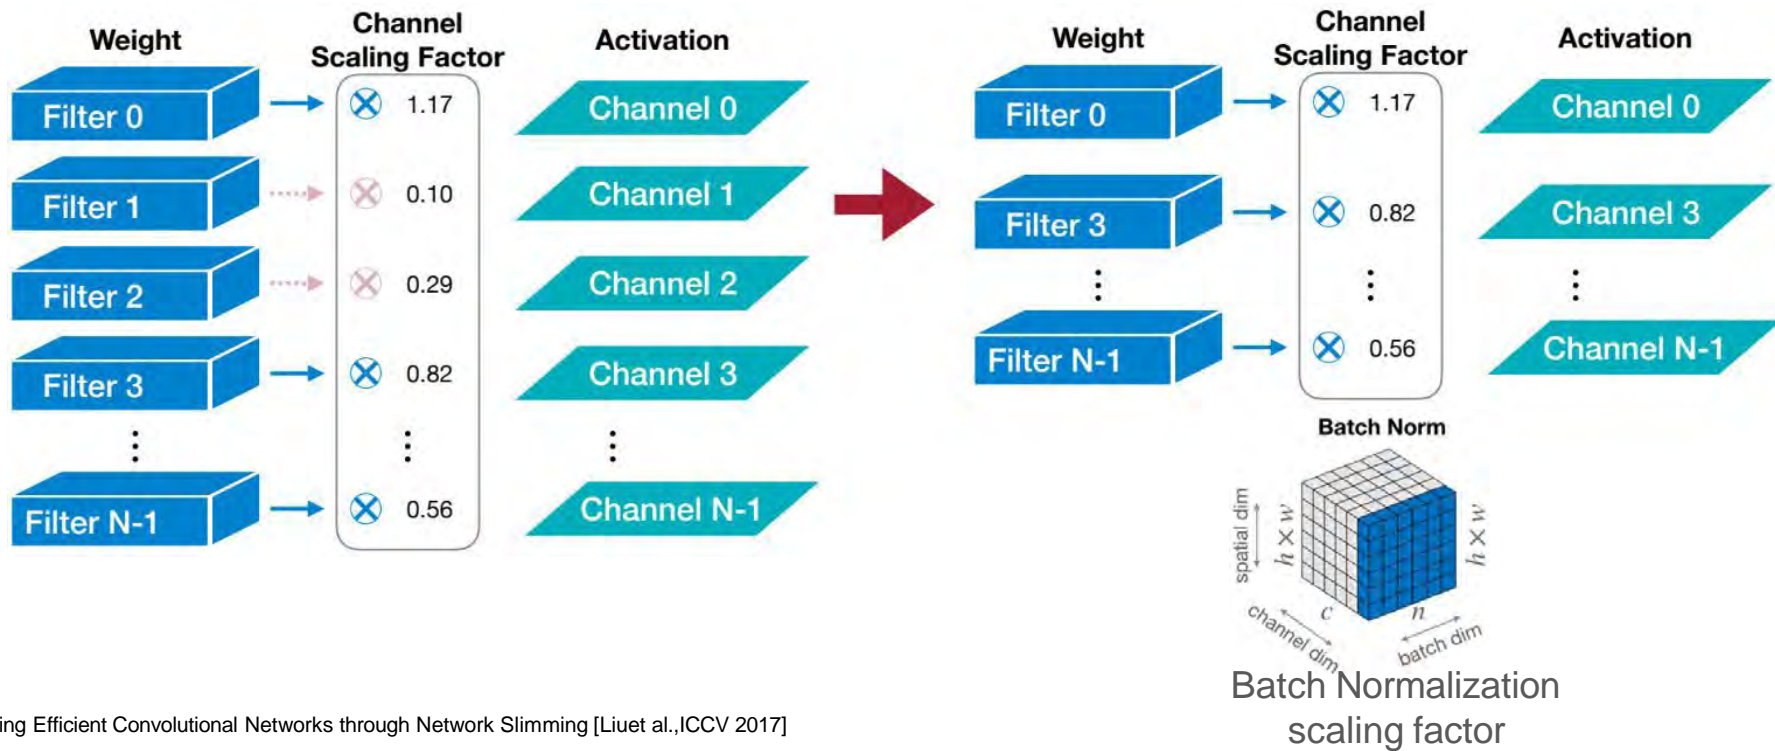 Weight
Channel
Scaling Factor
Activation
Filter 0
1.17
Channel 0
Filter 1
0.10
Channel 1
Filter 2
0.29
Channel 2
Filter 3
0.82
Channel 3
Filter N-1
0.56
Channel N-1
Weight
Channel
Scaling Factor
Activation
Filter 0
1.17
Channel 0
Filter 3
0.82
Channel 3
Filter N-1
0.56
Channel N-1
Batch Norm
spatial dim
h × w
h × w
c
n
channel dim
batch dim
Batch Normalization
scaling factor
ing Efficient Convolutional Networks through Network Slimming [Liuet al.,ICCV 2017]